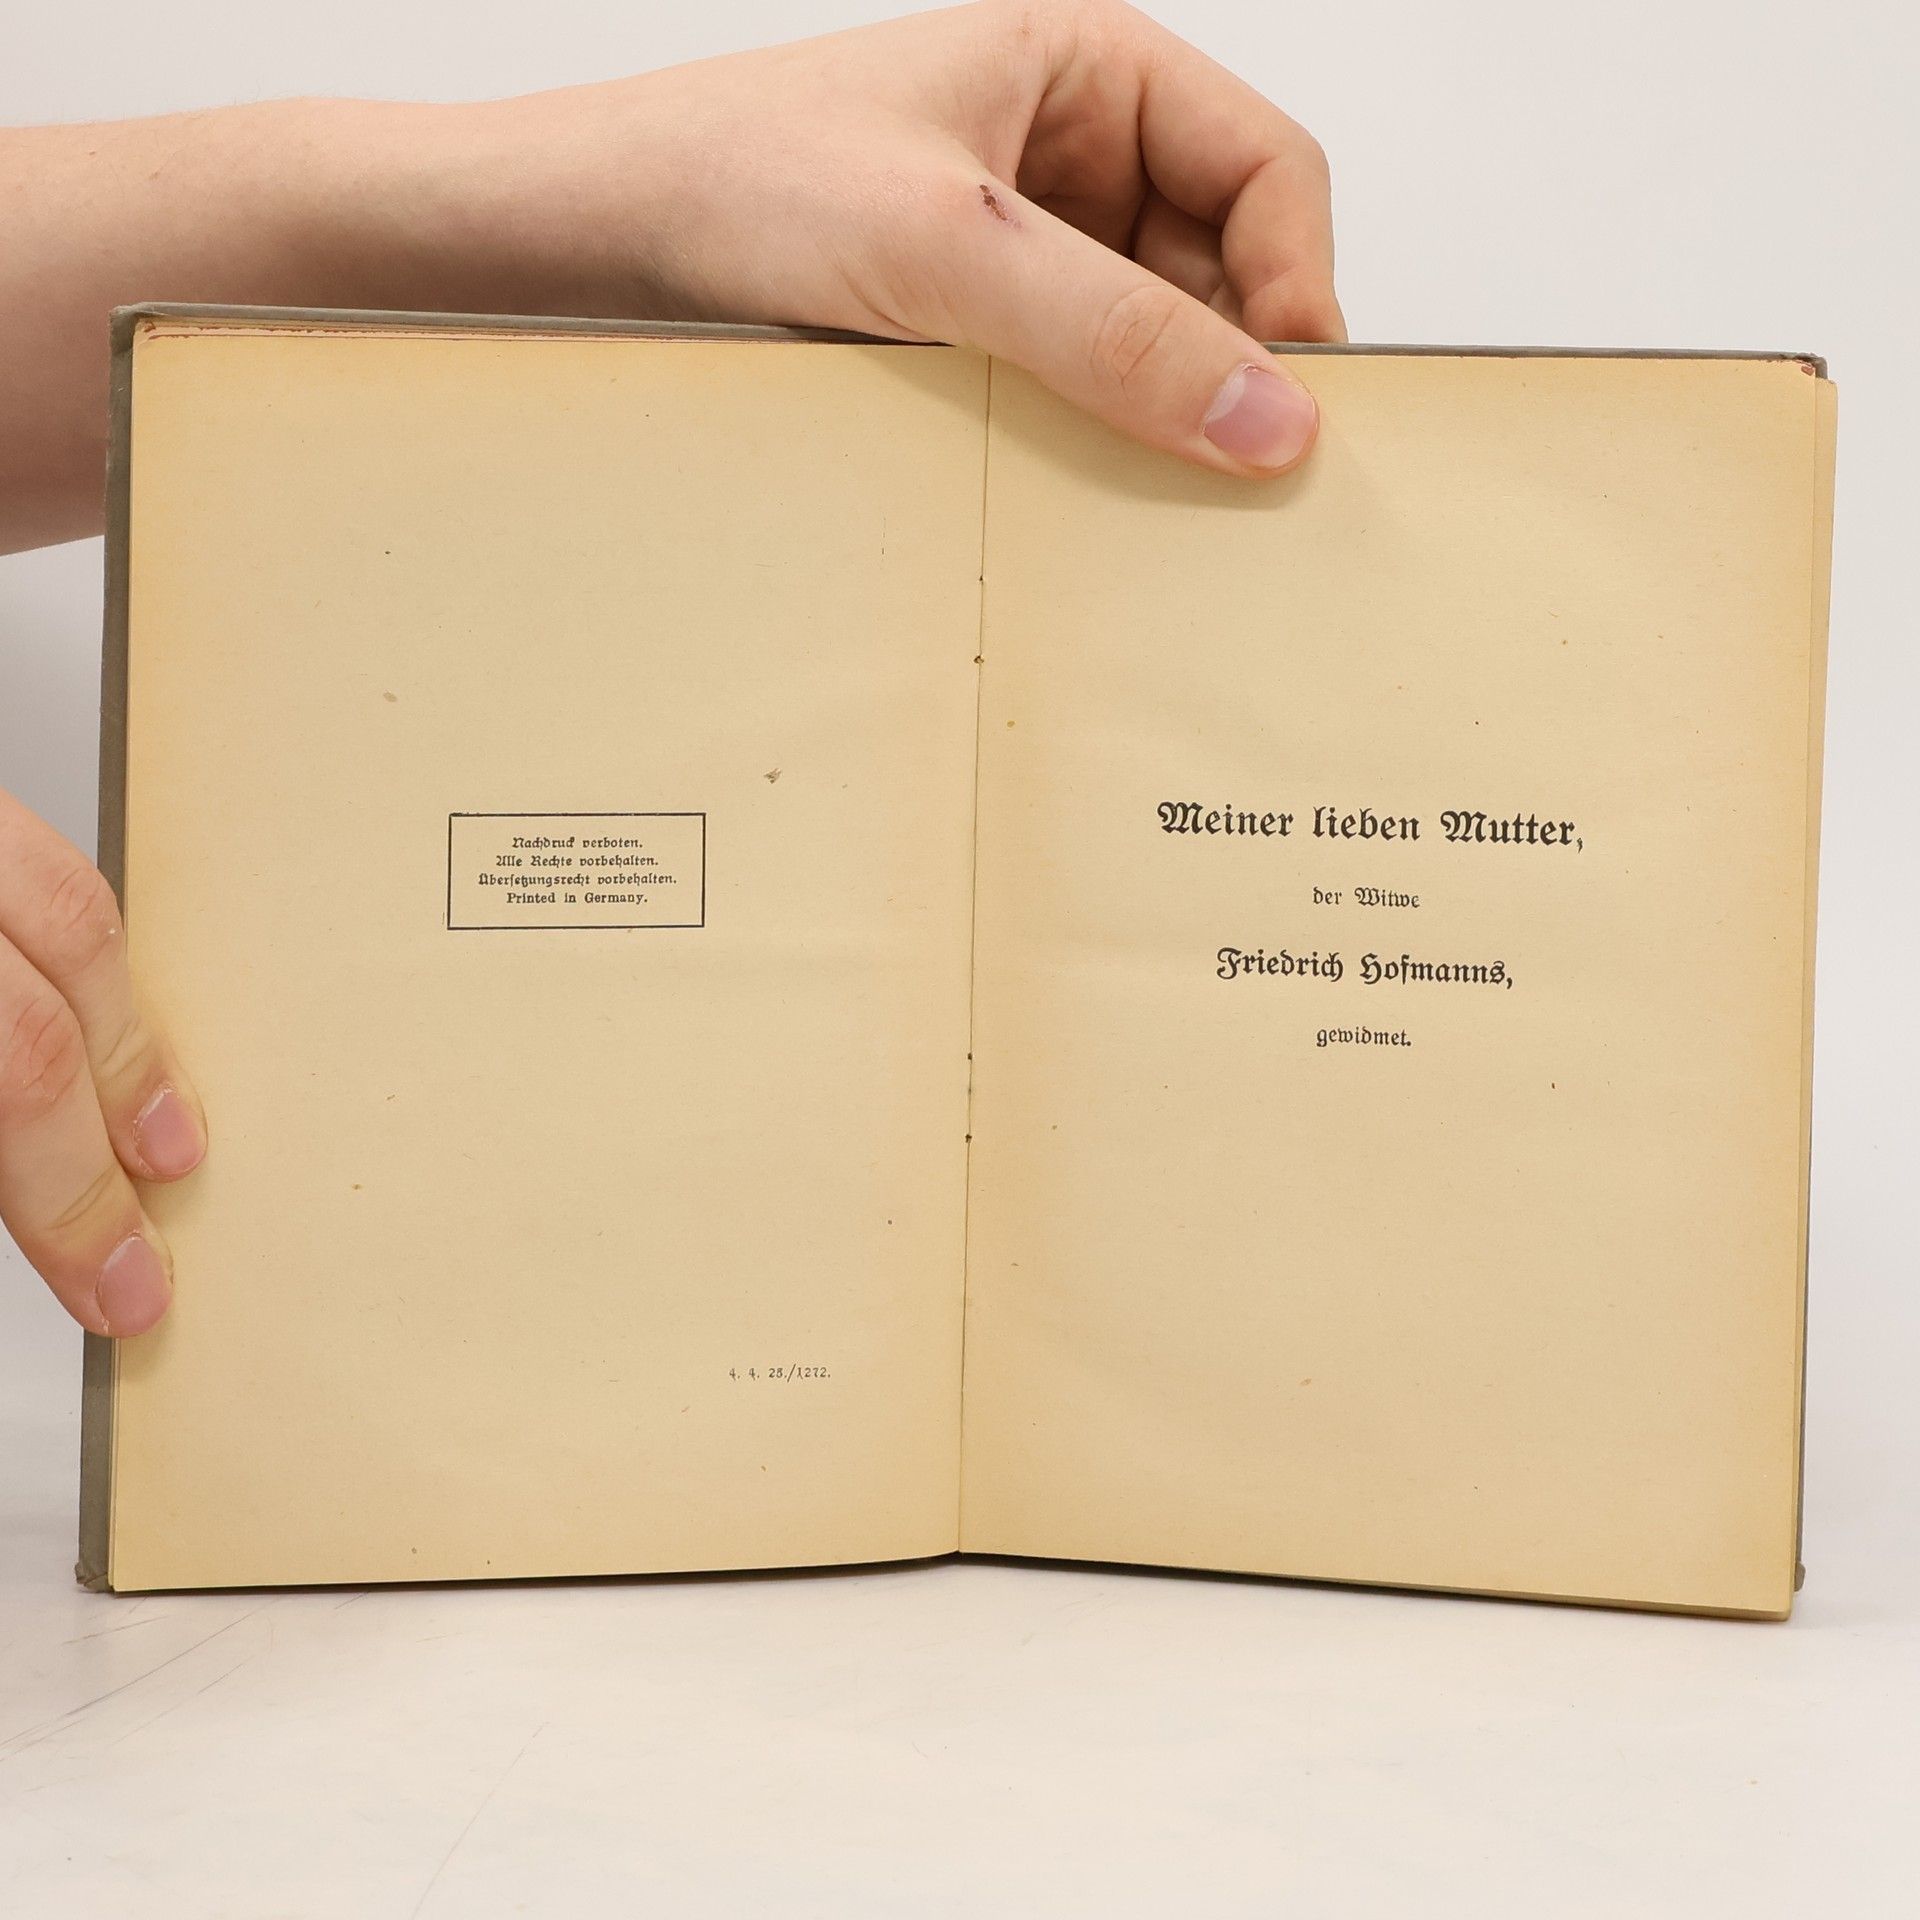 Nachdruck verboten.
Alle Rechte vorbehalten.
Übersetzungsrecht vorbehalten.
Printed in Germany.
4. 4. 28./1272.
Meiner lieben Mutter,
der Witwe
Friedrich Hofmanns,
gewidmet.